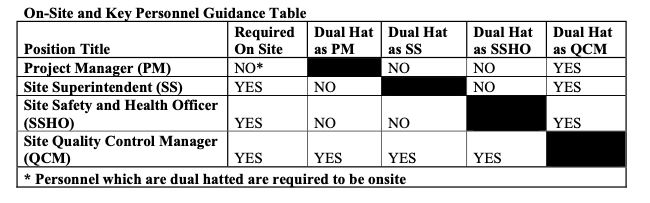 On-Site and Key Personnel Guidance Table
Position Title Required On Site Dual Hat as PM Dual Hat as SS Dual Hat as SSHO Dual Hat as QCM
Project Manager (PM) NO* NO NO YES
Site Superintendent (SS) YES NO NO YES
Site Safety and Health Officer (SSHO) YES NO NO YES
Site Quality Control Manager (QCM) YES YES YES YES
* Personnel which are dual hatted are required to be onsite